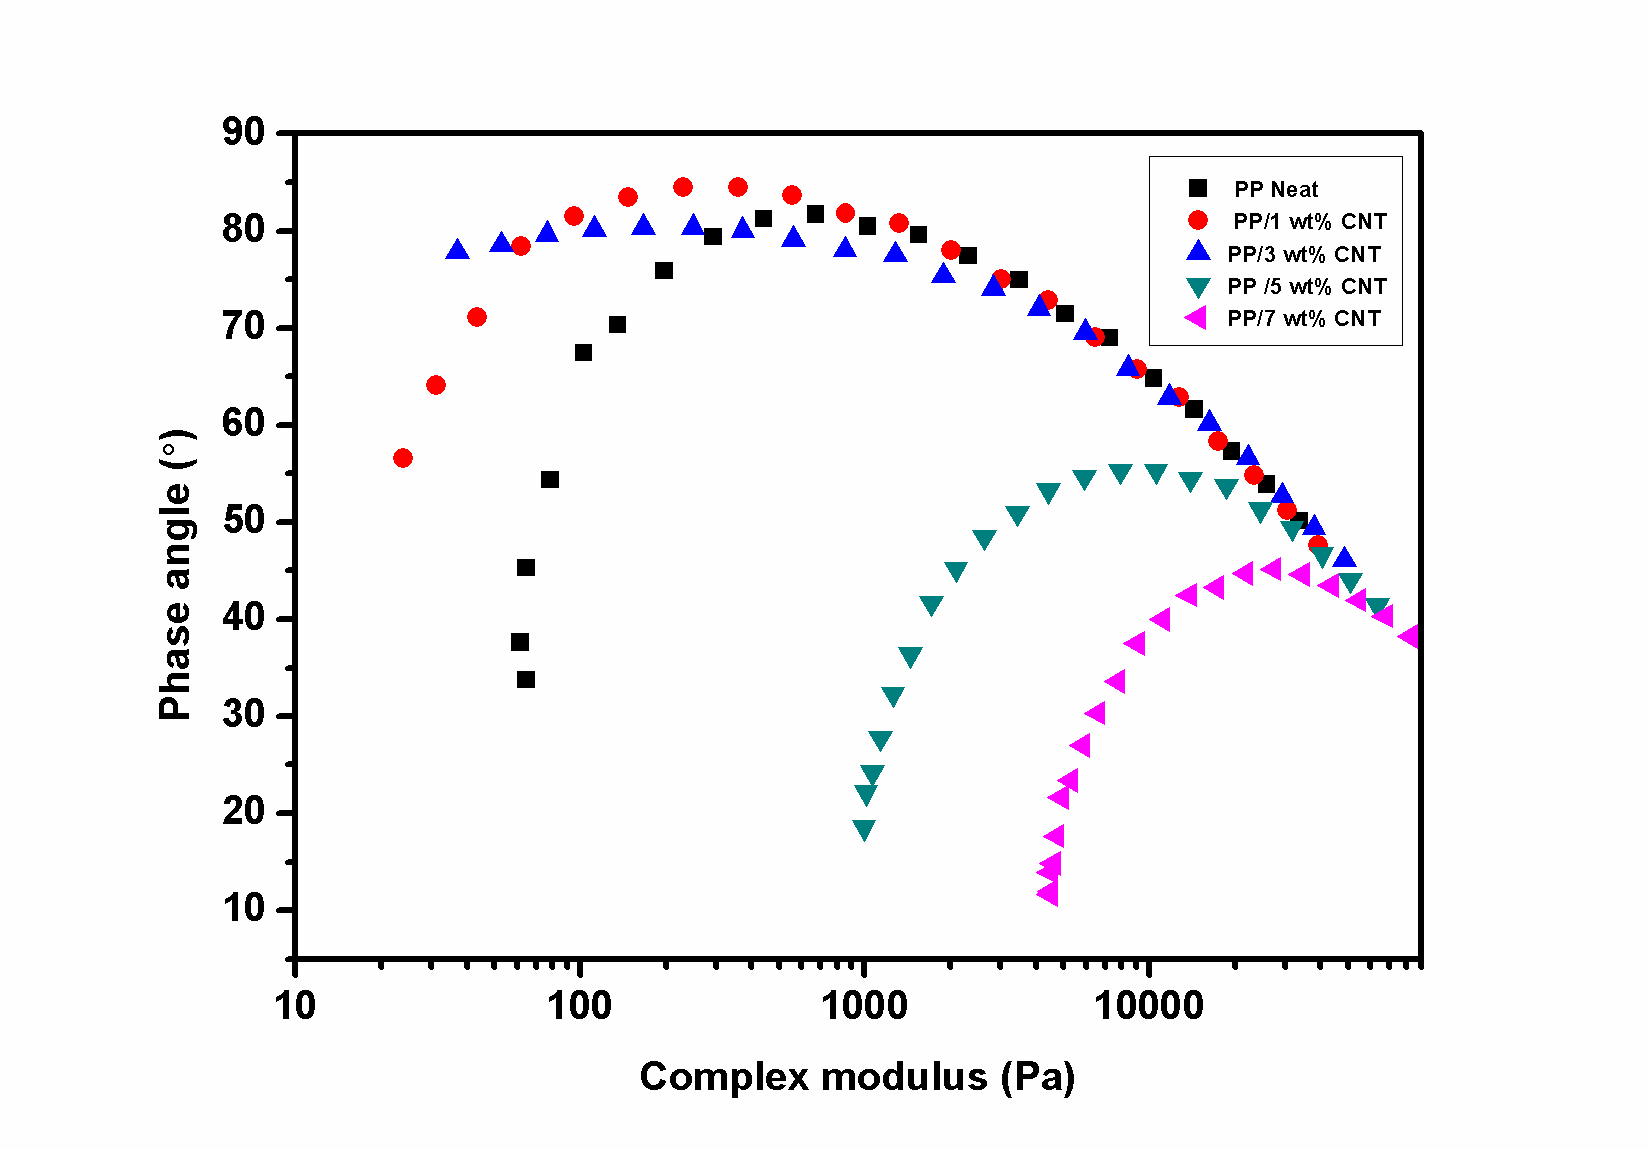 90
80
70
60
50
40
30
20
10
Phase angle (°)
PP Neat
PP/1 wt% CNT
PP/3 wt% CNT
PP /5 wt% CNT
PP/7 wt% CNT
10 100 1000 10000
Complex modulus (Pa)